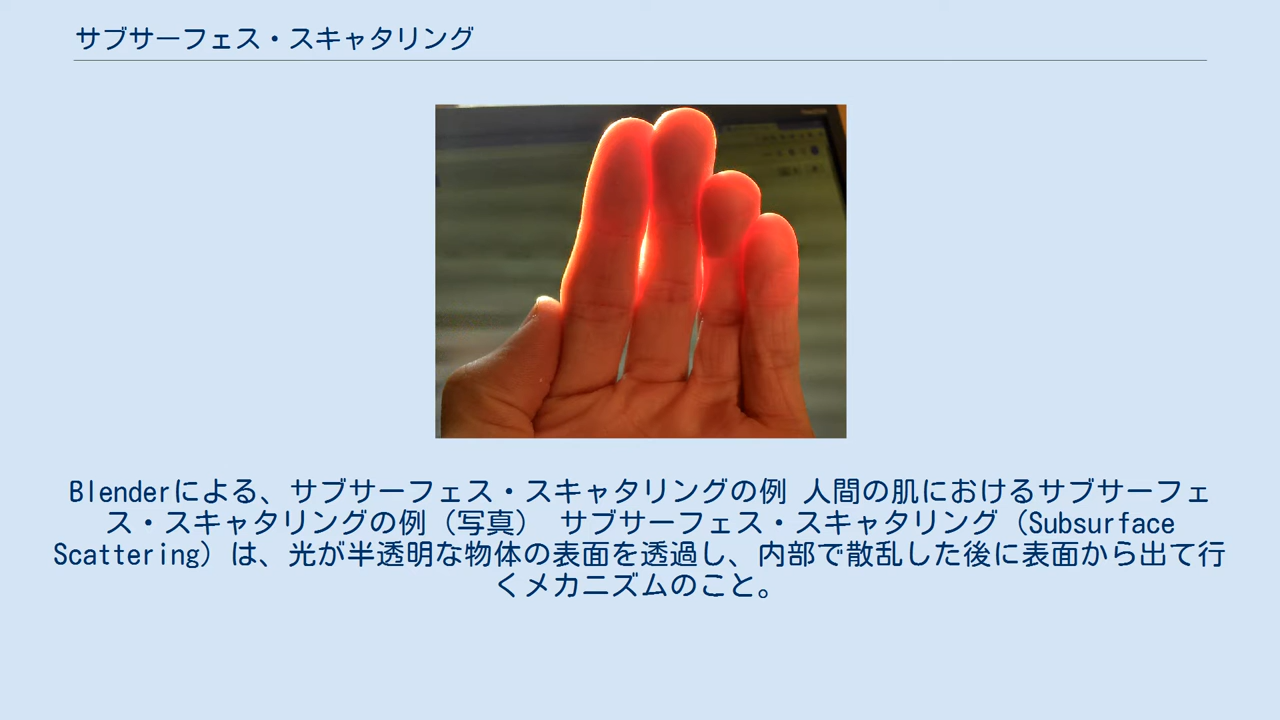 サブサーフェス・スキャタリング
Blenderによる、サブサーフェス・スキャタリングの例 人間の肌におけるサブサーフェ
ス・スキャタリングの例（写真） サブサーフェス・スキャタリング（Subsurface
Scattering）は、光が半透明な物体の表面を透過し、内部で散乱した後に表面から出て行
くメカニズムのこと。